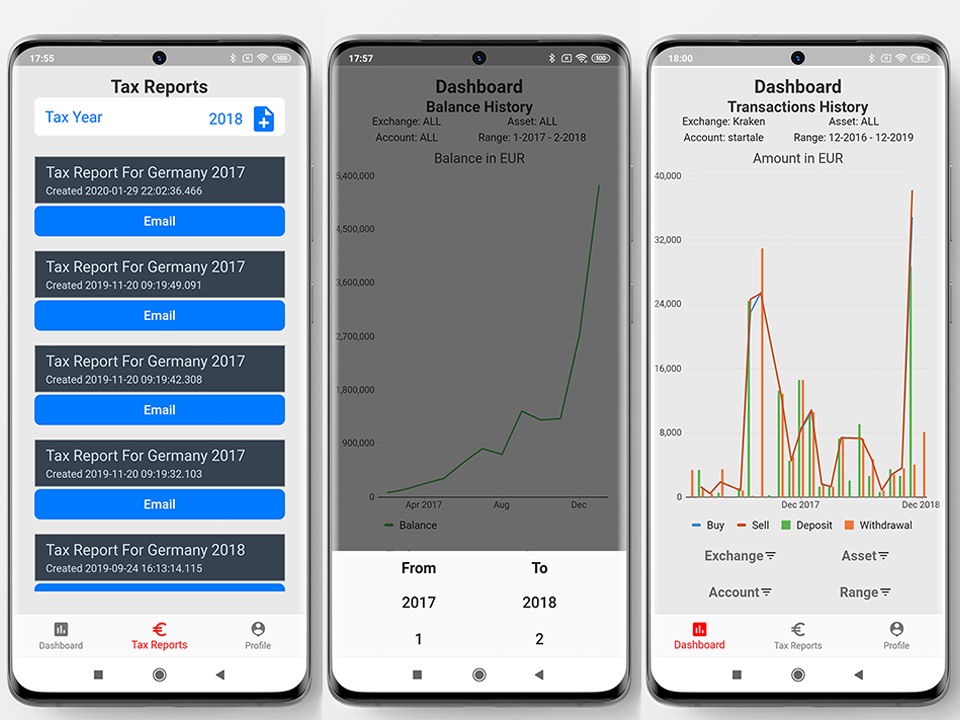 17:55
100
Tax Reports
Tax Year 2018
Tax Report For Germany 2017
Created 2020-01-29 22:02:36.466
Email
Tax Report For Germany 2017
Created 2019-11-20 09:19:49.091
Email
Tax Report For Germany 2017
Created 2019-11-20 09:19:42.308
Email
Tax Report For Germany 2017
Created 2019-11-20 09:19:32.103
Email
Tax Report For Germany 2018
Created 2019-09-24 16:13:14.115
Dashboard Tax Reports Profile
17:57
100
Dashboard
Balance History
Exchange: ALL Asset: ALL
Account: ALL Range: 1-2017 - 2-2018
Balance in EUR
5,400,000
4,500,000
3,600,000
2,700,000
1,800,000
900,000
0
Apr 2017 Aug Dec
Balance
From To
2017 2018
1 2
18:00
99
Dashboard
Transactions History
Exchange: Kraken Asset: ALL
Account: startale Range: 12-2016 - 12-2019
Amount in EUR
40,000
32,000
24,000
16,000
8,000
0
Dec 2017 Dec 2018
Buy Sell Deposit Withdrawal
Exchange Asset
Account Range
Dashboard Tax Reports Profile